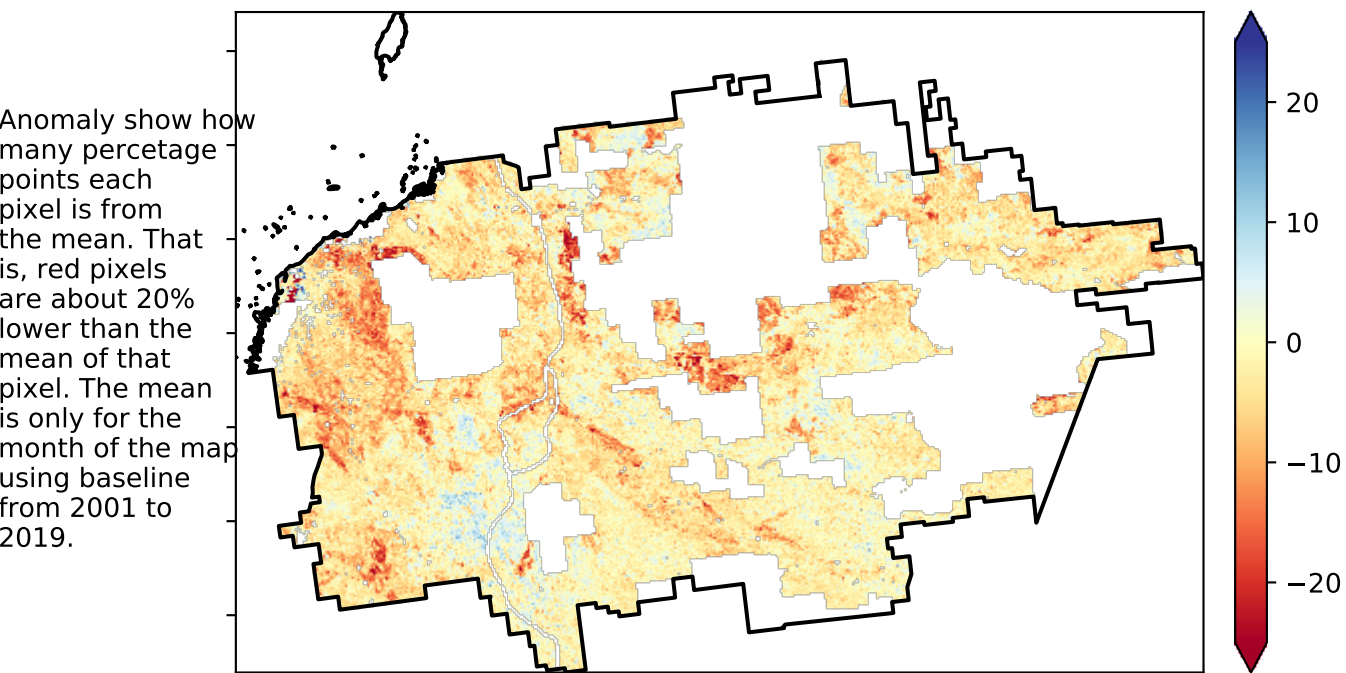 Anomaly show how
many percetage
points each
pixel is from
the mean. That
is, red pixels
are about 20%
lower than the
mean of that
pixel. The mean
is only for the
month of the map
using baseline
from 2001 to
2019.
20
10
0
−10
−20